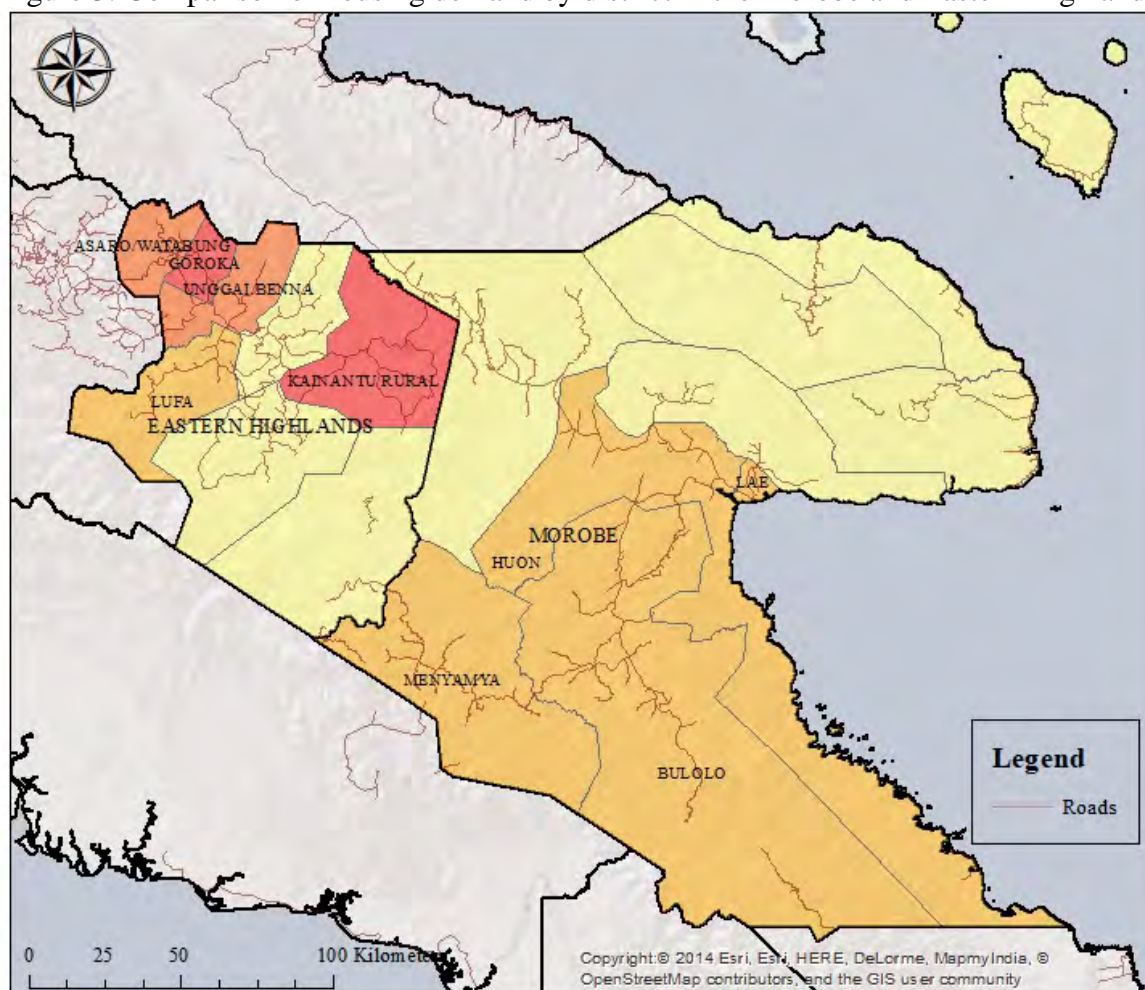 ASARO/WATABUNG
GOROKA
UNGGAI/BENNA
KAINANTU RURAL
LUFA
EASTERN HIGHLANDS
LAE
MOROBE
HUON
MENYAMYA
BULOLO
Legend
Roads
0 25 50 100 Kilomete
Copyright:© 2014 Esri, Esri, HERE, DeLorme, MapmyIndia, ©
OpenStreetMap contributors, and the GIS user community